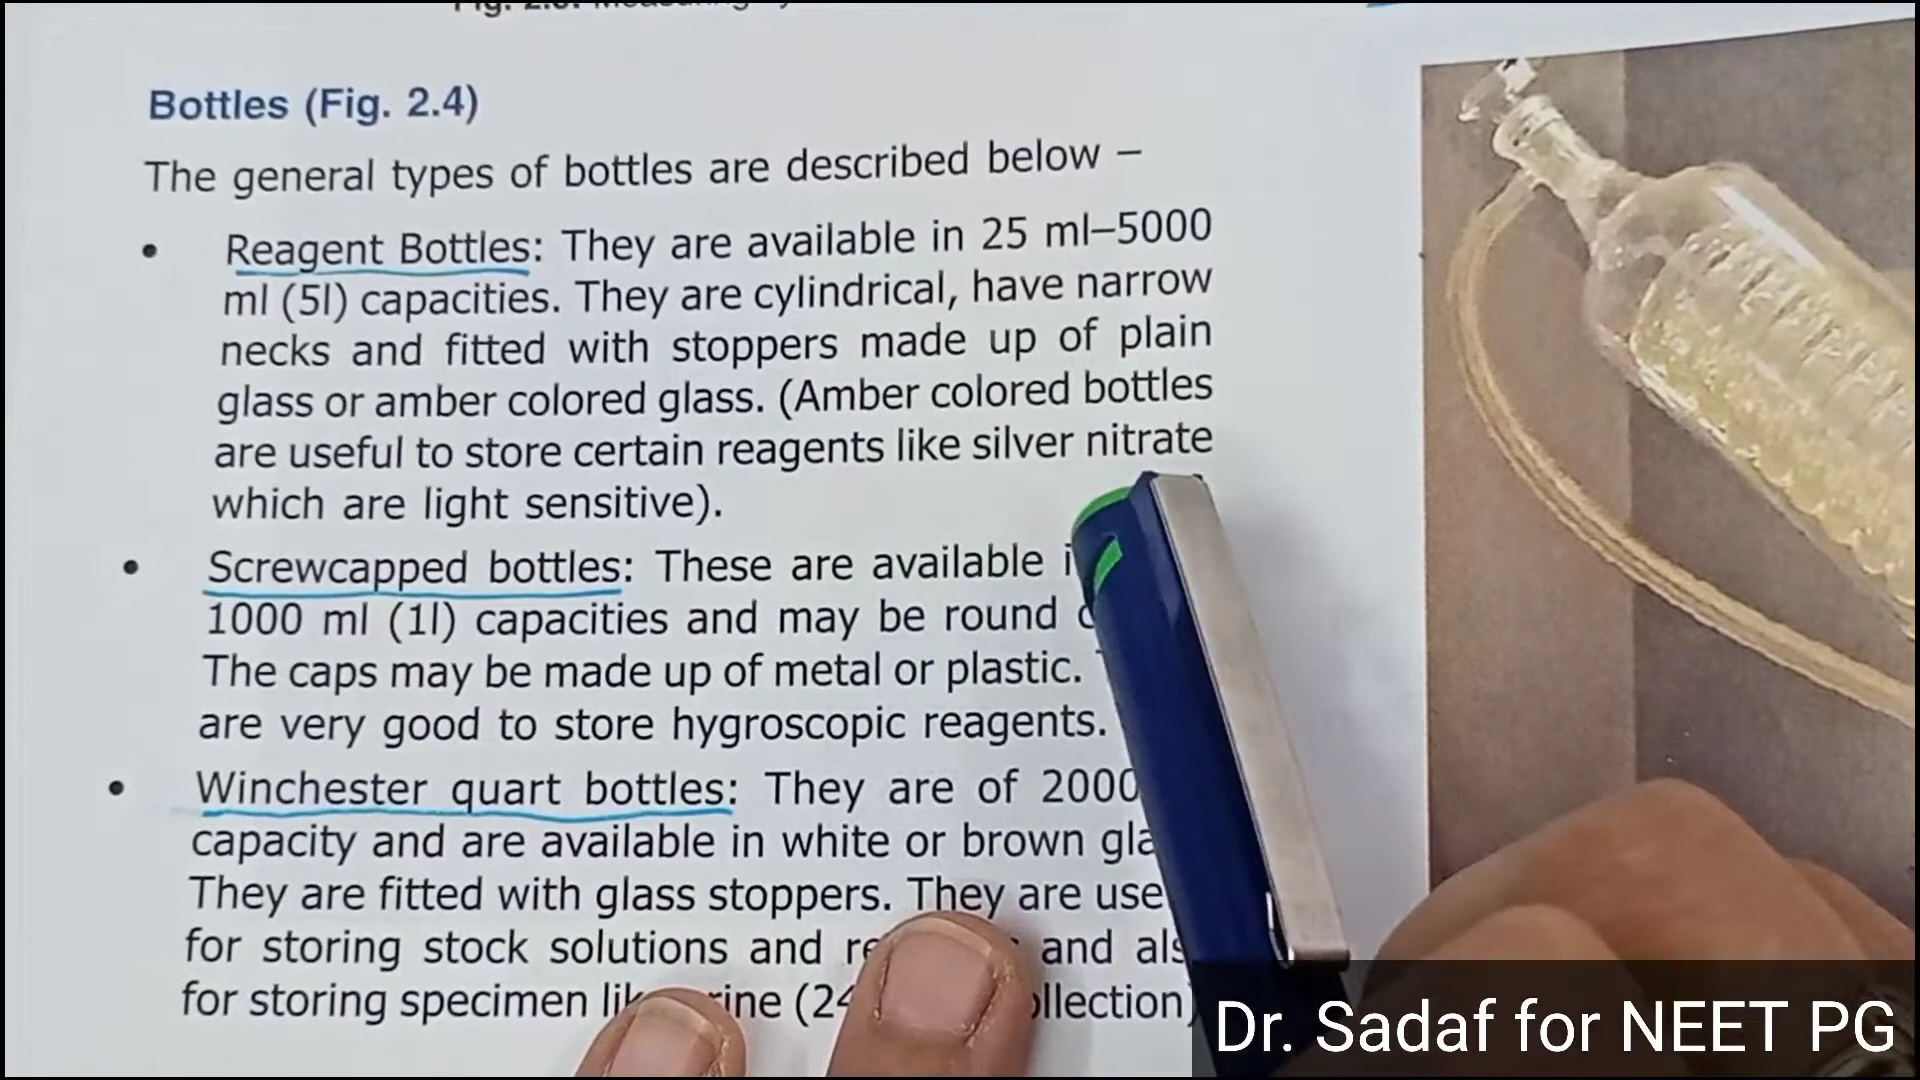 Bottles (Fig. 2.4)
The general types of bottles are described below –
• Reagent Bottles: They are available in 25 ml–5000
ml (5l) capacities. They are cylindrical, have narrow
necks and fitted with stoppers made up of plain
glass or amber colored glass. (Amber colored bottles
are useful to store certain reagents like silver nitrate
which are light sensitive).
• Screwcapped bottles: These are available
1000 ml (1l) capacities and may be round
The caps may be made up of metal or plastic.
are very good to store hygroscopic reagents.
• Winchester quart bottles: They are of 2000
capacity and are available in white or brown
They are fitted with glass stoppers. They are
for storing stock solutions and and
for storing specimen
Dr. Sadaf for NEET PG